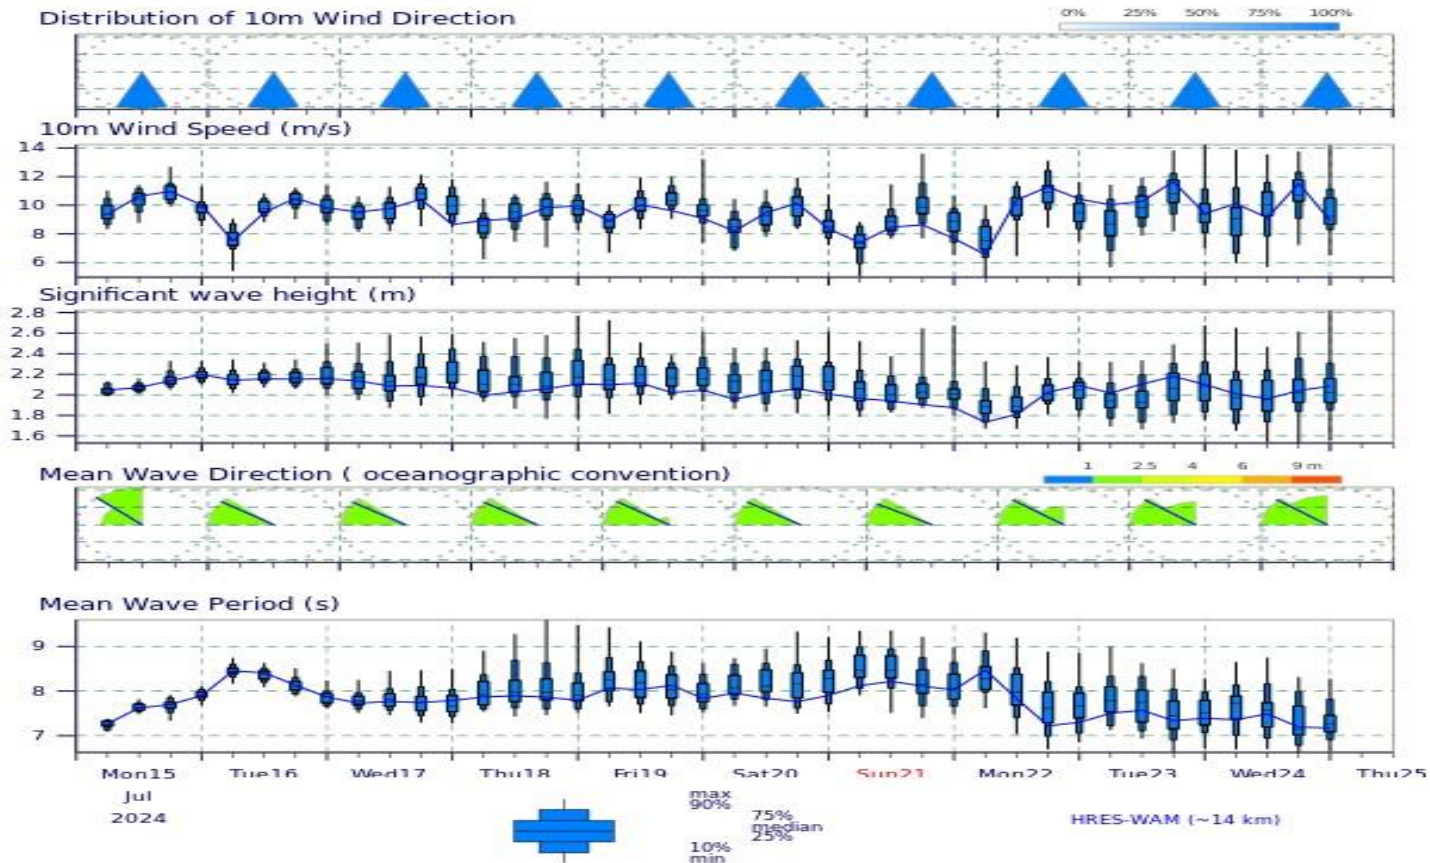 Distribution of 10m Wind Direction
0% 25% 50% 75% 100%
10m Wind Speed (m/s)
14
12
10
8
6
Significant wave height (m)
2.8
2.6
2.4
2.2
2
1.8
1.6
Mean Wave Direction ( oceanographic convention)
1 2.5 4 6 9 m
Mean Wave Period (s)
9
8
7
Mon15 Tue16 Wed17 Thu18 Fri19 Sat20 Sun21 Mon22 Tue23 Wed24 Thu25
Jul
2024
max
90%
75%
median
25%
10%
min
HRES-WAM (~14 km)